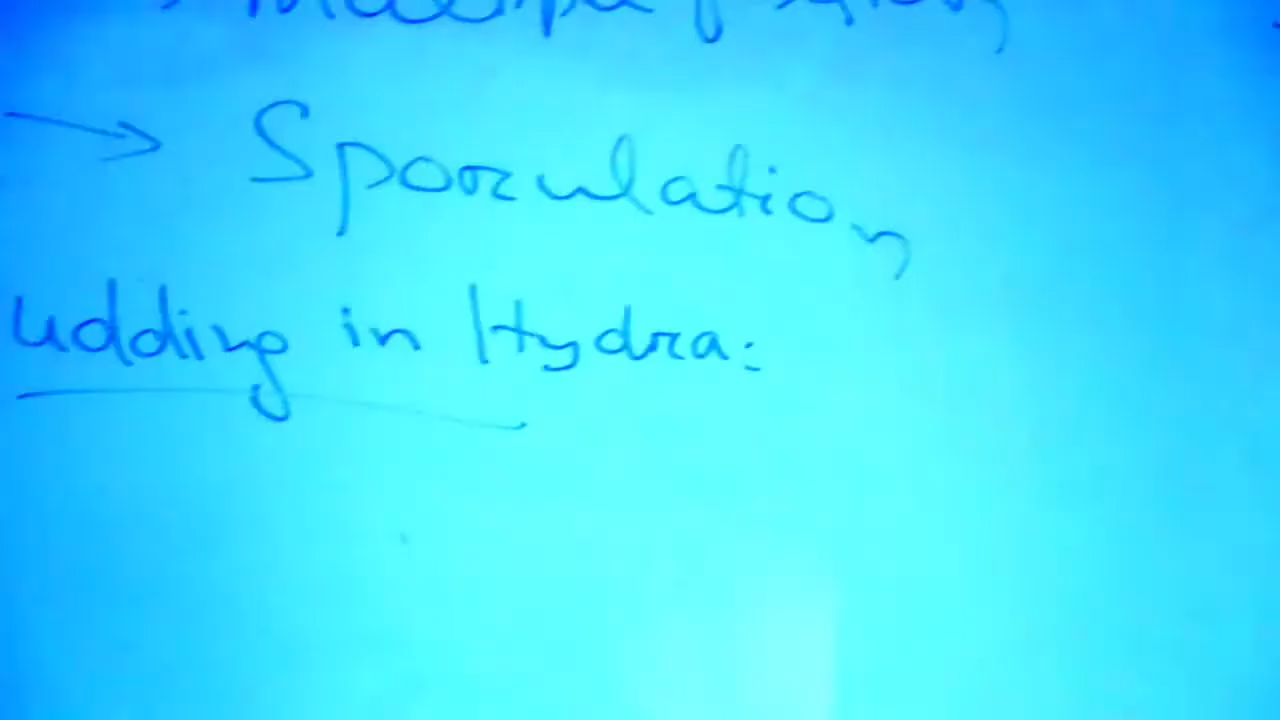 → Sporulation
udding in Hydra: